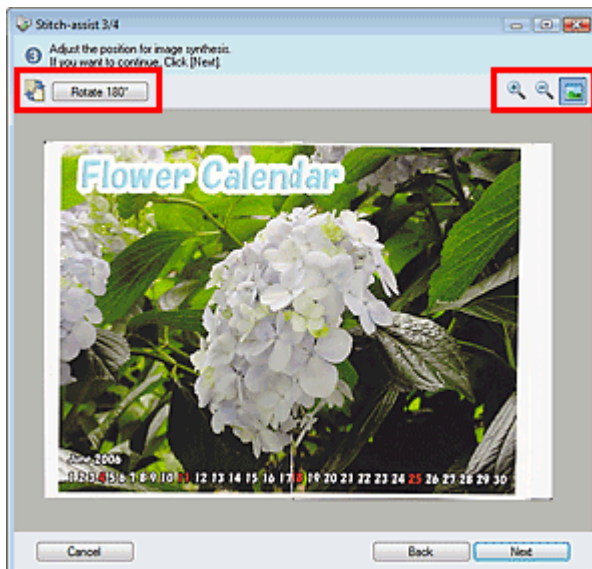 Stitch-assist 3/4
3
Adjust the position for image synthesis.
If you want to continue, Click [Next].
Rotate 180°
Flower Calendar
June 2006
1 2 3 4 5 6 7 8 9 10 11 12 13 14 15 16 17 18 19 20 21 22 23 24 25 26 27 28 29 30
Cancel
Back
Next